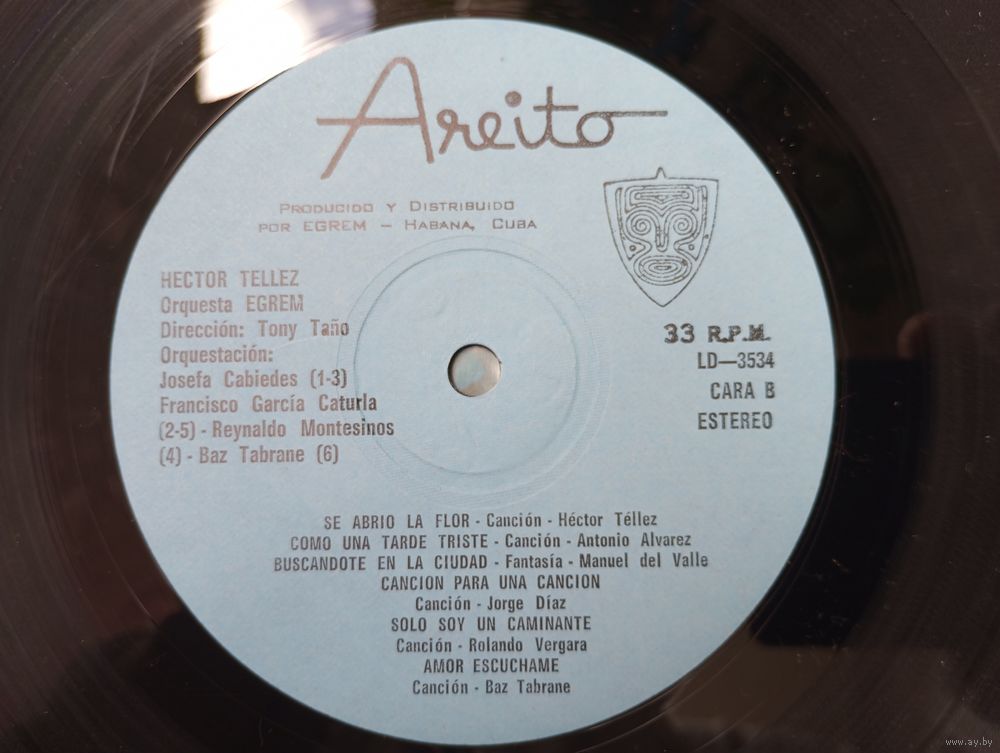 Areito
PRODUCIDO Y DISTRIBUIDO
POR EGREM – HABANA, CUBA
HECTOR TELLEZ
Orquesta EGREM
Dirección: Tony Taño
Orquestación:
Josefa Cabiedes (1-3)
Francisco García Caturla
(2-5) - Reynaldo Montesinos
(4) - Baz Tabrane (6)
33 R.P.M.
LD—3534
CARA B
ESTEREO
SE ABRIO LA FLOR - Canción - Héctor Téllez
COMO UNA TARDE TRISTE - Canción - Antonio Alvarez
BUSCANDOTE EN LA CIUDAD - Fantasía - Manuel del Valle
CANCION PARA UNA CANCION
Canción - Jorge Díaz
SOLO SOY UN CAMINANTE
Canción - Rolando Vergara
AMOR ESCUCHAME
Canción - Baz Tabrane
www.ay.by